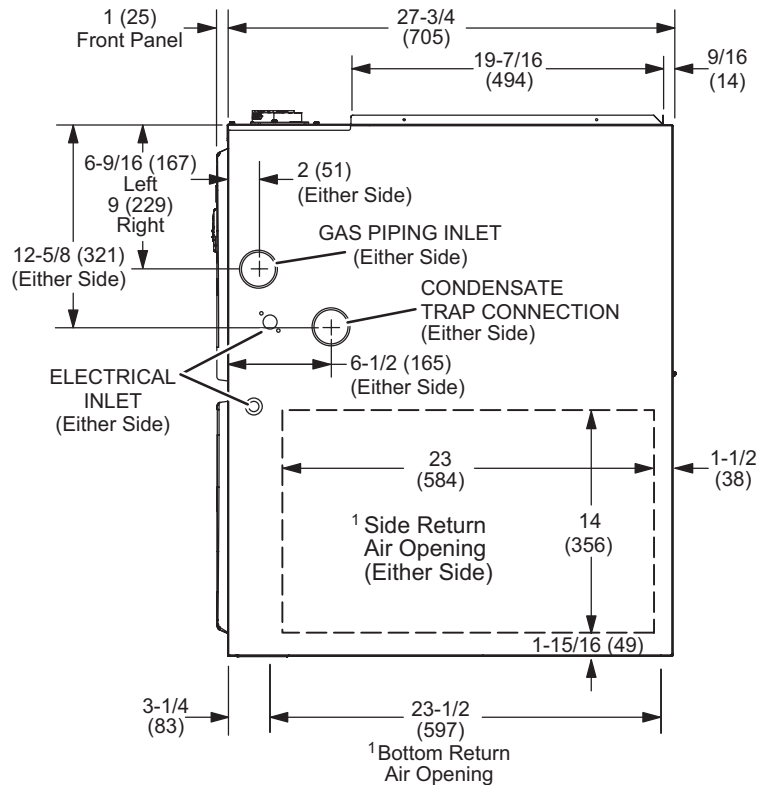 1 (25)
Front Panel
27-3/4
(705)
19-7/16
(494)
9/16
(14)
6-9/16 (167)
Left
9 (229)
Right
2 (51)
(Either Side)
GAS PIPING INLET
(Either Side)
12-5/8 (321)
(Either Side)
CONDENSATE
TRAP CONNECTION
(Either Side)
6-1/2 (165)
(Either Side)
ELECTRICAL
INLET
(Either Side)
23
(584)
1-1/2
(38)
1 Side Return
Air Opening
(Either Side)
14
(356)
1-15/16 (49)
3-1/4
(83)
23-1/2
(597)
1 Bottom Return
Air Opening